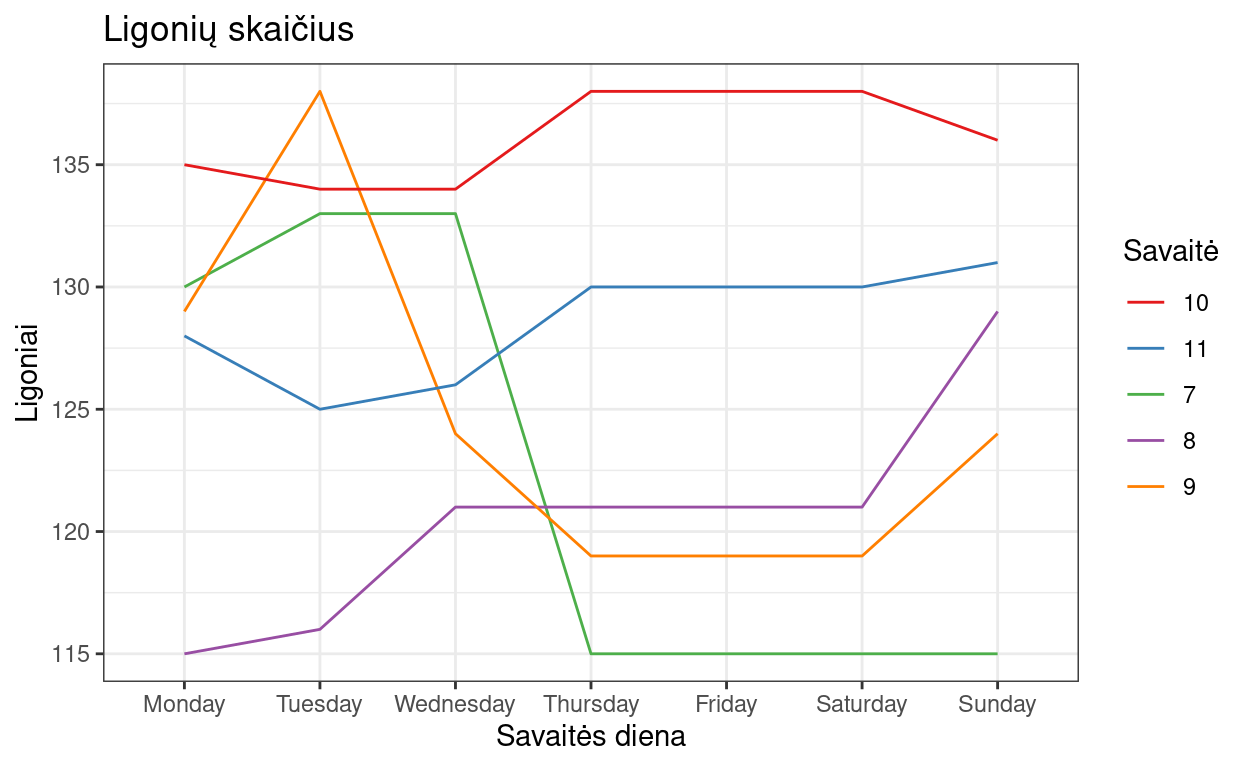 Ligonių skaičius
Ligoniai
135
130
125
120
115
Monday Tuesday Wednesday Thursday Friday Saturday Sunday
Savaitės diena
Savaitė
10
11
7
8
9